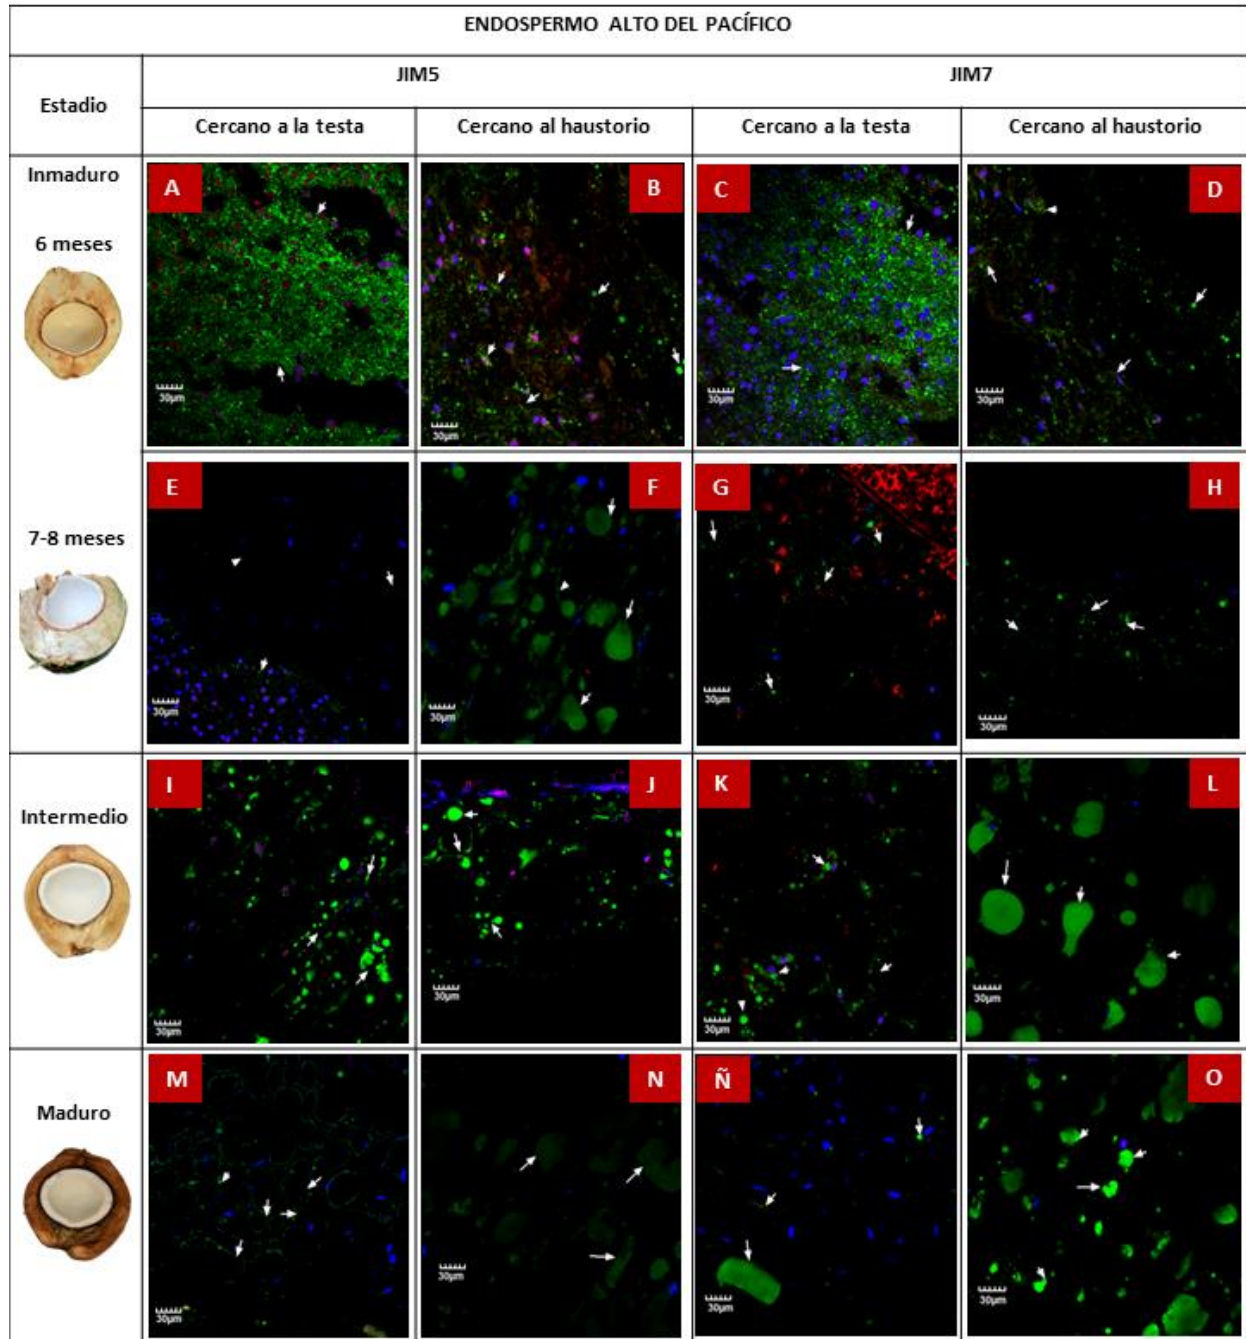 ENDOSPERMO ALTO DEL PACÍFICO
Estadio
JIM5
JIM7
Cercano a la testa
Cercano al haustorio
Cercano a la testa
Cercano al haustorio
Inmaduro
6 meses
A
30µm
B
30µm
C
30µm
D
30µm
7-8 meses
E
30µm
F
30µm
G
30µm
H
30µm
Intermedio
I
30µm
J
30µm
K
30µm
L
30µm
Maduro
M
30µm
N
30µm
Ñ
30µm
O
30µm